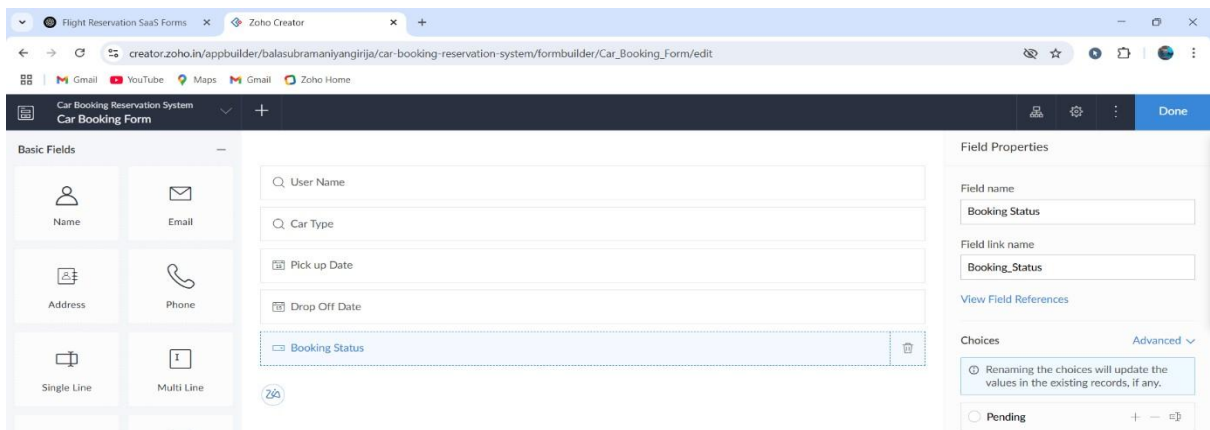 Flight Reservation SaaS Forms
Zoho Creator
creator.zoho.in/appbuilder/balasubramaniyangirija/car-booking-reservation-system/formbuilder/Car_Booking_Form/edit
Gmail YouTube Maps Gmail Zoho Home
Car Booking Reservation System
Car Booking Form
Done
Basic Fields
Name Email
Address Phone
Single Line Multi Line
User Name
Car Type
Pick up Date
Drop Off Date
Booking Status
Zia
Field Properties
Field name
Booking Status
Field link name
Booking_Status
View Field References
Choices Advanced
Renaming the choices will update the
values in the existing records, if any.
Pending